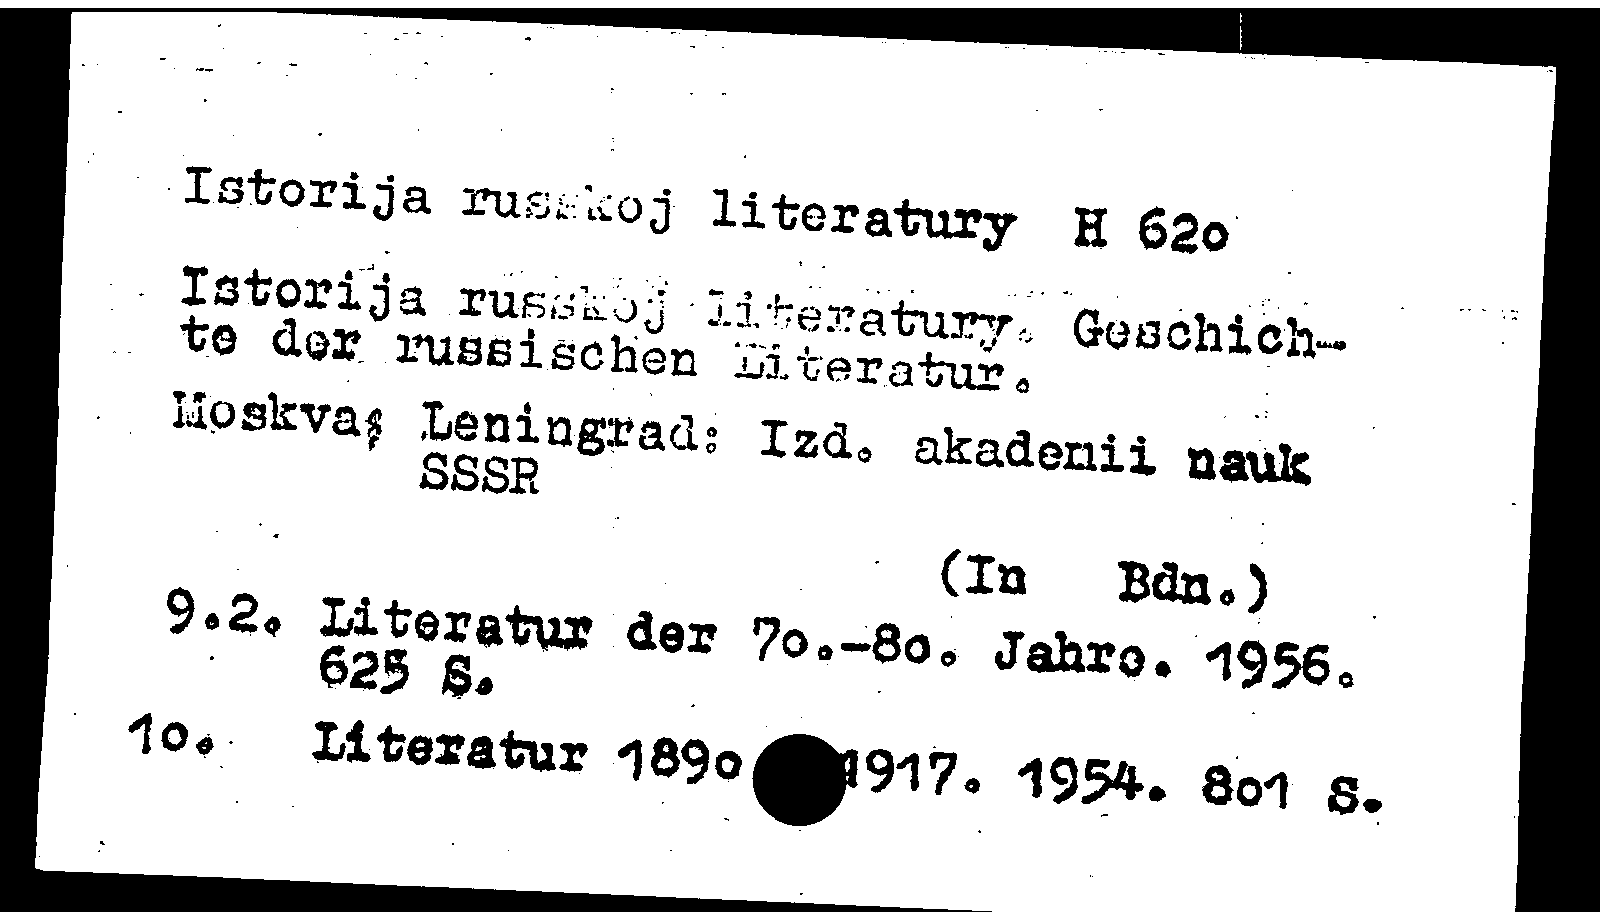 Istorija russkoj literatury H 62o
Istorija russkoj literatury. Geschich-
te der russischen Literatur.
Moskva; Leningrad: Izd. akademii nauk
SSSR
(In Bdn.)
9.2. Literatur der 7o.-8o. Jahre. 1956.
625 S.
1o. Literatur 189o 1917. 1954. 8o1 S.